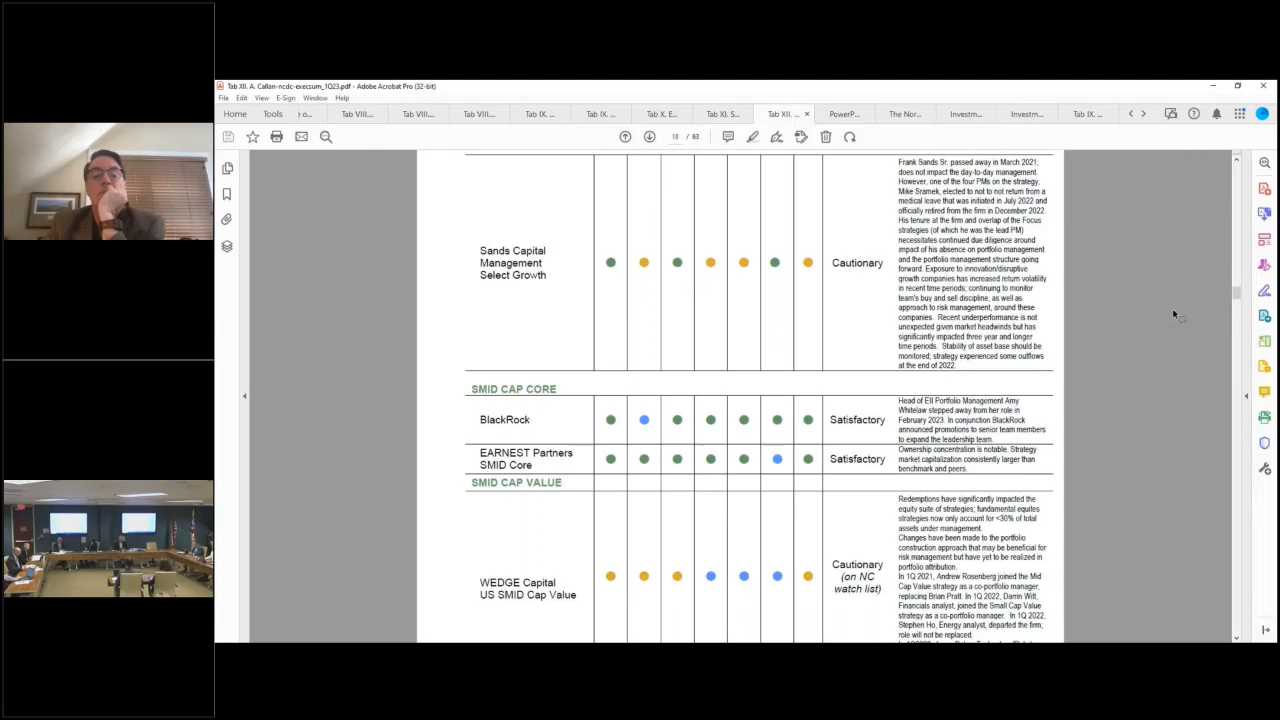 Tab XII. A. Callan-ncdc-execsum_1Q23.pdf - Adobe Acrobat Pro (32-bit)
File Edit View E-Sign Window Help
Home Tools e o... Tab VIII.... Tab VIII.... Tab VIII.... Tab IX. ... Tab IX. ... Tab X. E... Tab XI. S... Tab XII. ... × PowerP... The Nor... Investm... Investm... Tab IX. ...
18 / 63
Sands Capital
Management
Select Growth
Cautionary
Frank Sands Sr. passed away in March 2021;
does not impact the day-to-day management.
However, one of the four PMs on the strategy,
Mike Sramek, elected to not to not return from a
medical leave that was initiated in July 2022 and
officially retired from the firm in December 2022.
His tenure at the firm and overlap of the Focus
strategies (of which he was the lead PM)
necessitates continued due diligence around
impact of his absence on portfolio management
and the portfolio management structure going
forward. Exposure to innovation/disruptive
growth companies has increased return volatility
in recent time periods; continuing to monitor
team's buy and sell discipline, as well as
approach to risk management, around these
companies. Recent underperformance is not
unexpected given market headwinds but has
significantly impacted three year and longer
time periods. Stability of asset base should be
monitored; strategy experienced some outflows
at the end of 2022.
SMID CAP CORE
BlackRock
Satisfactory
Head of EII Portfolio Management Amy
Whitelaw stepped away from her role in
February 2023. In conjunction BlackRock
announced promotions to senior team members
to expand the leadership team.
EARNEST Partners
SMID Core
Satisfactory
Ownership concentration is notable. Strategy
market capitalization consistently larger than
benchmark and peers.
SMID CAP VALUE
WEDGE Capital
US SMID Cap Value
Cautionary
(on NC
watch list)
Redemptions have significantly impacted the
equity suite of strategies; fundamental equites
strategies now only account for <30% of total
assets under management.
Changes have been made to the portfolio
construction approach that may be beneficial for
risk management but have yet to be realized in
portfolio attribution.
In 1Q 2021, Andrew Rosenberg joined the Mid
Cap Value strategy as a co-portfolio manager,
replacing Brian Pratt. In 1Q 2022, Darrin Witt,
Financials analyst, joined the Small Cap Value
strategy as a co-portfolio manager. In 1Q 2022,
Stephen Ho, Energy analyst, departed the firm;
role will not be replaced.